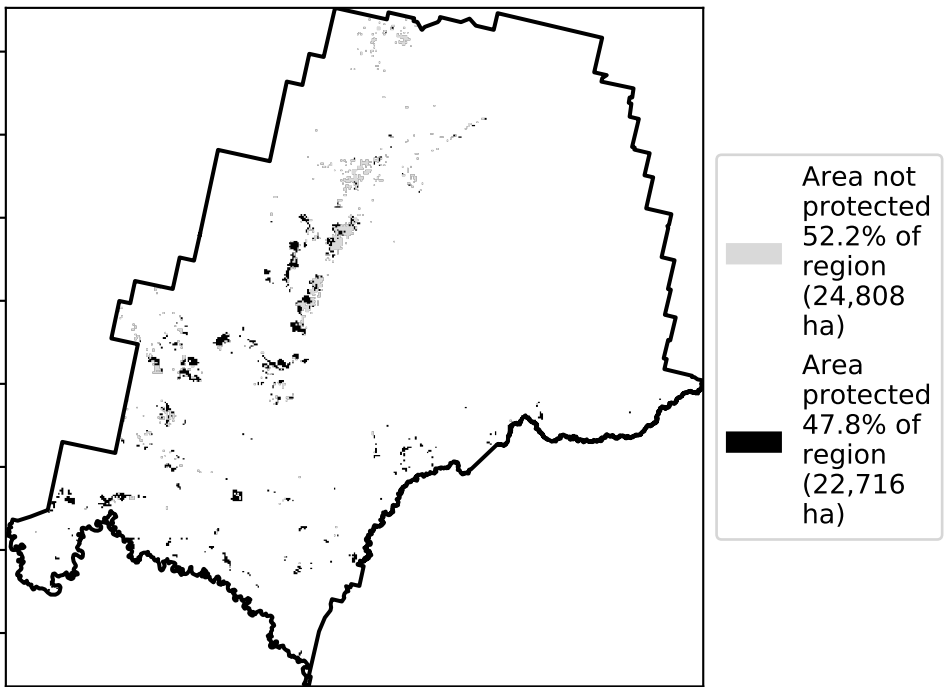 Area not
protected
52.2% of
region
(24,808
ha)
Area
protected
47.8% of
region
(22,716
ha)